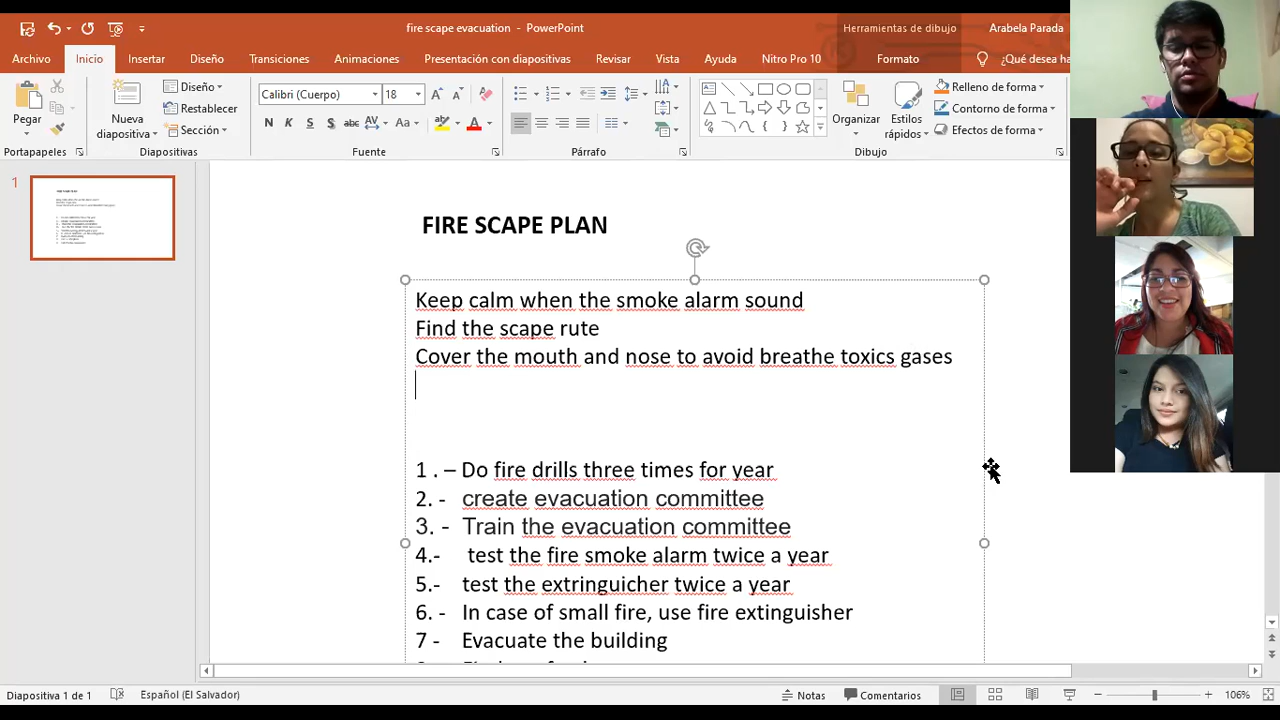 fire scape evacuation - PowerPoint
Herramientas de dibujo
Arabela Parada
Archivo Inicio Insertar Diseño Transiciones Animaciones Presentación con diapositivas Revisar Vista Ayuda Nitro Pro 10 Formato ¿Qué desea ha
Pegar
Portapapeles
Nueva
diapositiva
Diseño
Restablecer
Sección
Diapositivas
Calibri (Cuerpo) 18
N K S S abc AV Aa A
Fuente
Párrafo
Organizar
Estilos
rápidos
Relleno de forma
Contorno de forma
Efectos de forma
Dibujo
1
FIRE SCAPE PLAN
Keep calm when the smoke alarm sound
Find the scape rute
Cover the mouth and nose to avoid breathe toxics gases
1 . – Do fire drills three times for year
2. - create evacuation committee
3. - Train the evacuation committee
4.- test the fire smoke alarm twice a year
5.- test the extringuicher twice a year
6. - In case of small fire, use fire extinguisher
7 - Evacuate the building
Diapositiva 1 de 1 Español (El Salvador) Notas Comentarios 106%